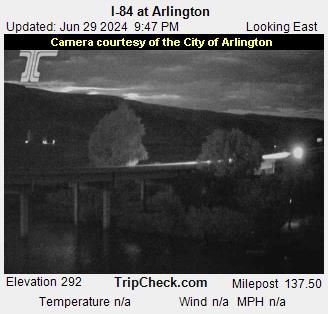 I-84 at Arlington
Updated: Jun 29 2024 9:47 PM Looking East
Camera courtesy of the City of Arlington
Elevation 292 TripCheck.com Milepost 137.50
Temperature n/a Wind n/a MPH n/a